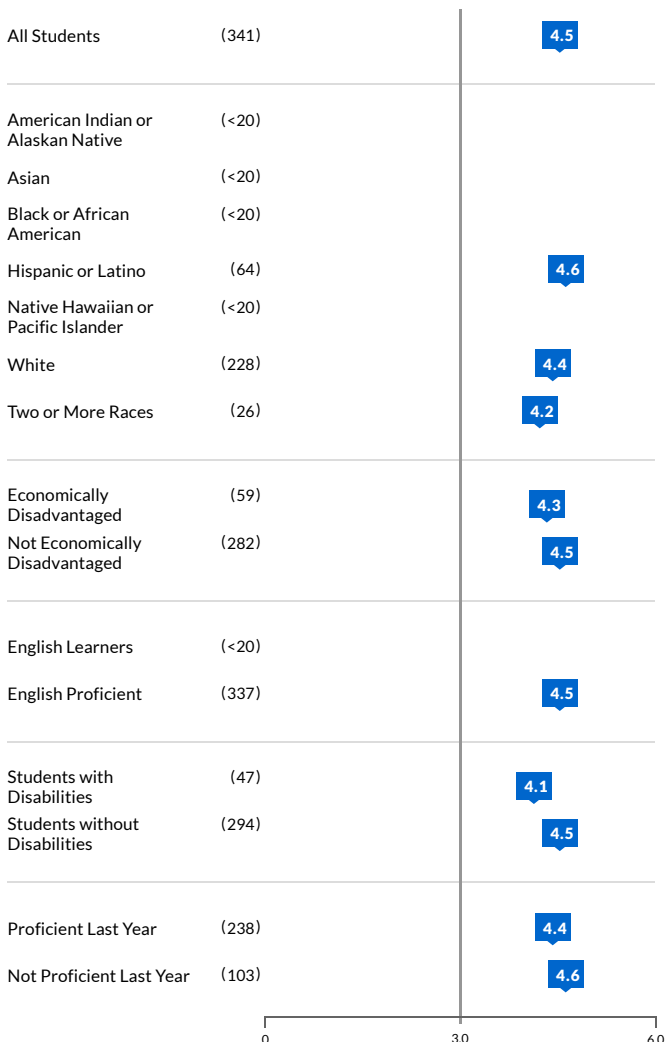 All Students (341) 4.5
American Indian or (<20)
Alaskan Native
Asian (<20)
Black or African (<20)
American
Hispanic or Latino (64) 4.6
Native Hawaiian or (<20)
Pacific Islander
White (228) 4.4
Two or More Races (26) 4.2
Economically (59) 4.3
Disadvantaged
Not Economically (282) 4.5
Disadvantaged
English Learners (<20)
English Proficient (337) 4.5
Students with (47) 4.1
Disabilities
Students without (294) 4.5
Disabilities
Proficient Last Year (238) 4.4
Not Proficient Last Year (103) 4.6
0 3.0 6.0